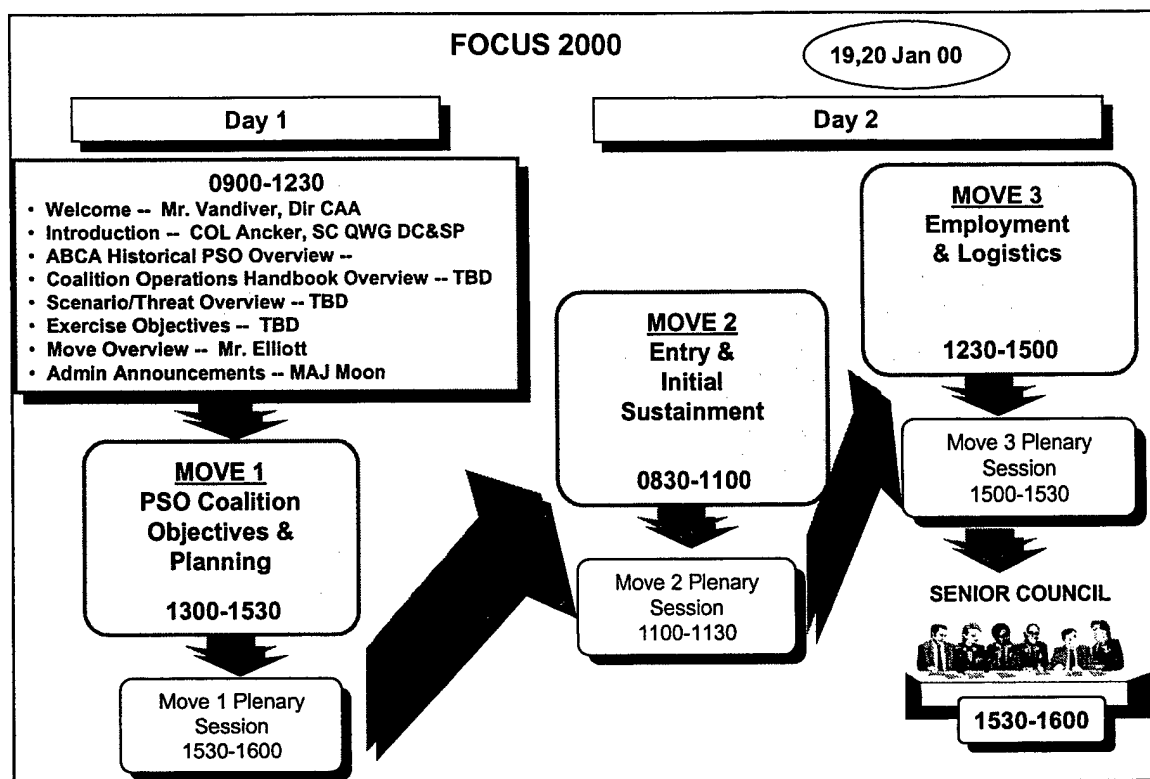 FOCUS 2000
19,20 Jan 00
Day 1
0900-1230
• Welcome -- Mr. Vandiver, Dir CAA
• Introduction -- COL Ancker, SC QWG DC&SP
• ABCA Historical PSO Overview --
• Coalition Operations Handbook Overview -- TBD
• Scenario/Threat Overview -- TBD
• Exercise Objectives -- TBD
• Move Overview -- Mr. Elliott
• Admin Announcements -- MAJ Moon
MOVE 1
PSO Coalition
Objectives &
Planning
1300-1530
Move 1 Plenary
Session
1530-1600
Day 2
MOVE 2
Entry &
Initial
Sustainment
0830-1100
Move 2 Plenary
Session
1100-1130
MOVE 3
Employment
& Logistics
1230-1500
Move 3 Plenary
Session
1500-1530
SENIOR COUNCIL
1530-1600